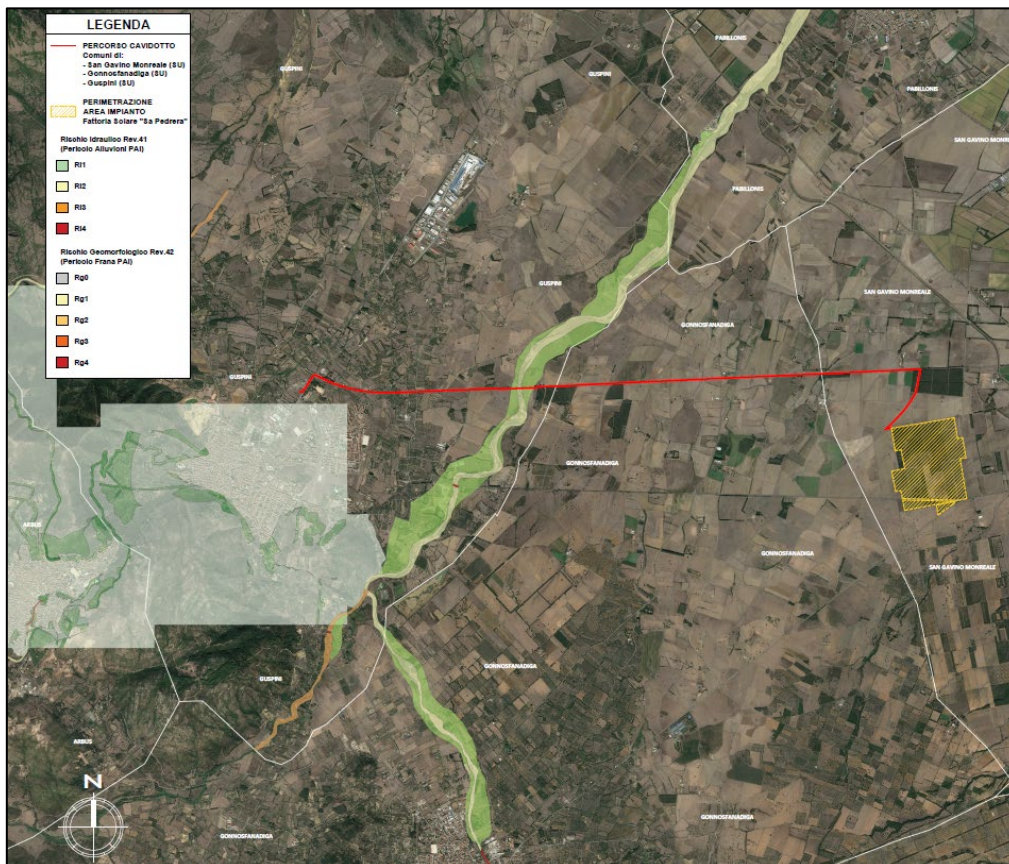 LEGENDA
PERCORSO CAVIDOTTO
Comuni di:
- San Gavino Monreale (SU)
- Gonnosfanadiga (SU)
- Guspini (SU)
PERIMETRAZIONE
AREA IMPIANTO
Fattoria Solare "Sa Pedrera"
Rischio Idraulico Rev.41
(Pericolo Alluvioni PAI)
Ri1
Ri2
Ri3
Ri4
Rischio Geomorfologico Rev.42
(Pericolo Frana PAI)
Rg0
Rg1
Rg2
Rg3
Rg4
PABILLONIS
GUSPINI
GUSPINI
PABILLONIS
SAN GAVINO MONR
PABILLONIS
GUSPINI
SAN GAVINO MONREALE
GONNOSFANADIGA
GUSPINI
GONNOSFANADIGA
ARBUS
GONNOSFANADIGA
SAN GAVINO MONREALE
GONNOSFANADIGA
GUSPINI
ARBUS
N
GONNOSFANADIGA
GONNOSFANADIGA